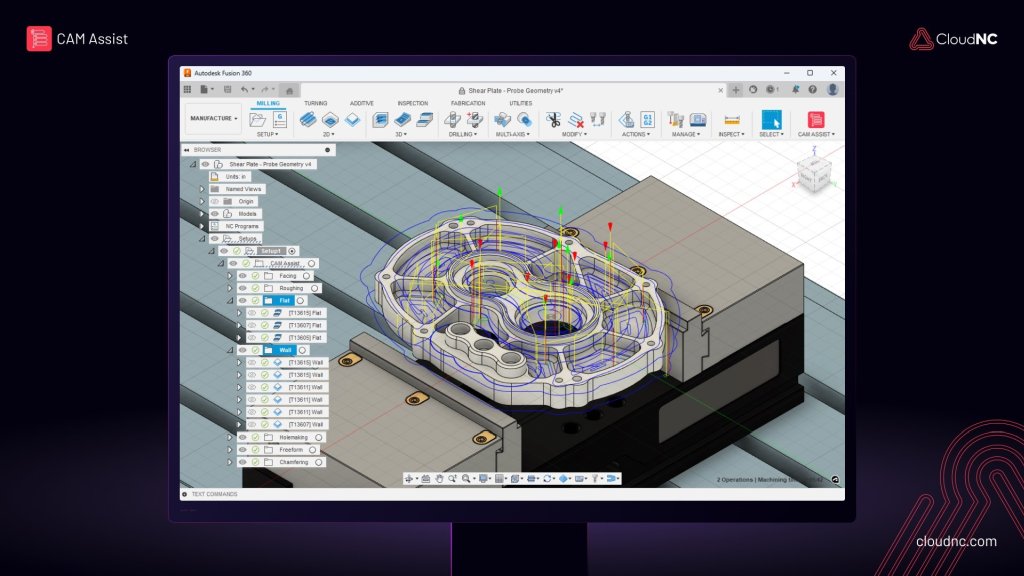 CAM Assist
CloudNC
Autodesk Fusion 360
Shear Plate - Probe Geometry v4*
MILLING TURNING ADDITIVE INSPECTION FABRICATION UTILITIES
MANUFACTURE
G1
G2
SETUP 2D 3D DRILLING MULTI-AXIS MODIFY ACTIONS MANAGE INSPECT SELECT CAM ASSIST
BROWSER
Shear Plate - Probe Geometry v4
Units: in
Named Views
Origin
Models
NC Programs
Setups
Setup1
CAM Assist
Facing
Roughing
Flat
[T13615] Flat
[T13607] Flat
[T13605] Flat
Wall
[T13615] Wall
[T13615] Wall
[T13611] Wall
[T13611] Wall
[T13611] Wall
[T13607] Wall
Holemaking
Freeform
Chamfering
Z
X
Y
2 Operations | Machining
TEXT COMMANDS
cloudnc.com